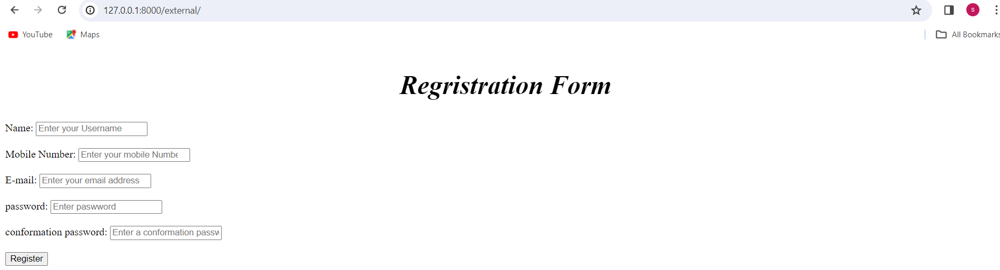 127.0.0.1:8000/external/
S
YouTube Maps All Bookmarks
Regristration Form
Name: Enter your Username
Mobile Number: Enter your mobile Numbe
E-mail: Enter your email address
password: Enter paswword
conformation password: Enter a conformation passw
Register